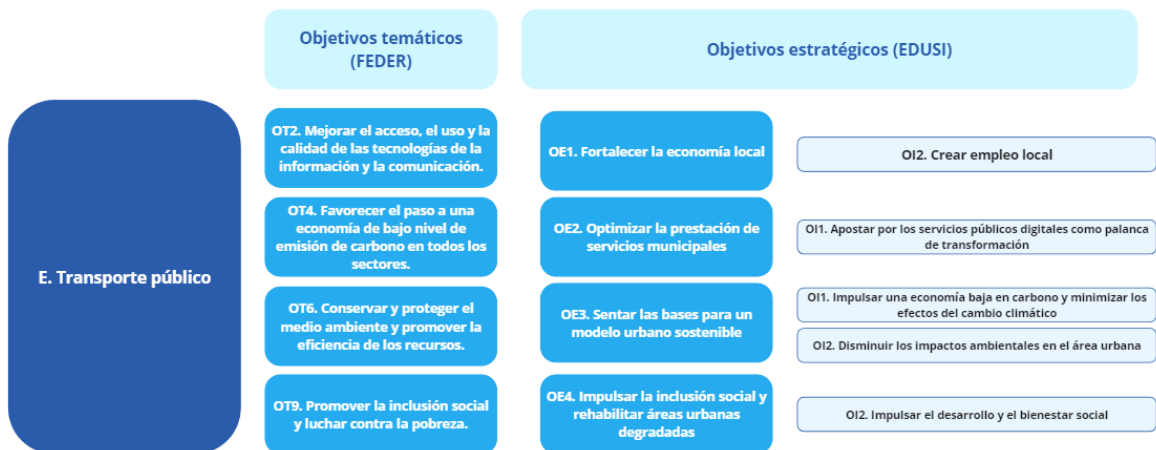 Objetivos temáticos
(FEDER)
Objetivos estratégicos (EDUSI)
E. Transporte público
OT2. Mejorar el acceso, el uso y la
calidad de las tecnologías de la
información y la comunicación.
OE1. Fortalecer la economía local
OI2. Crear empleo local
OT4. Favorecer el paso a una
economía de bajo nivel de
emisión de carbono en todos los
sectores.
OE2. Optimizar la prestación de
servicios municipales
OI1. Apostar por los servicios públicos digitales como palanca
de transformación
OT6. Conservar y proteger el
medio ambiente y promover la
eficiencia de los recursos.
OE3. Sentar las bases para un
modelo urbano sostenible
OI1. Impulsar una economía baja en carbono y minimizar los
efectos del cambio climático
OI2. Disminuir los impactos ambientales en el área urbana
OT9. Promover la inclusión social
y luchar contra la pobreza.
OE4. Impulsar la inclusión social y
rehabilitar áreas urbanas
degradadas
OI2. Impulsar el desarrollo y el bienestar social